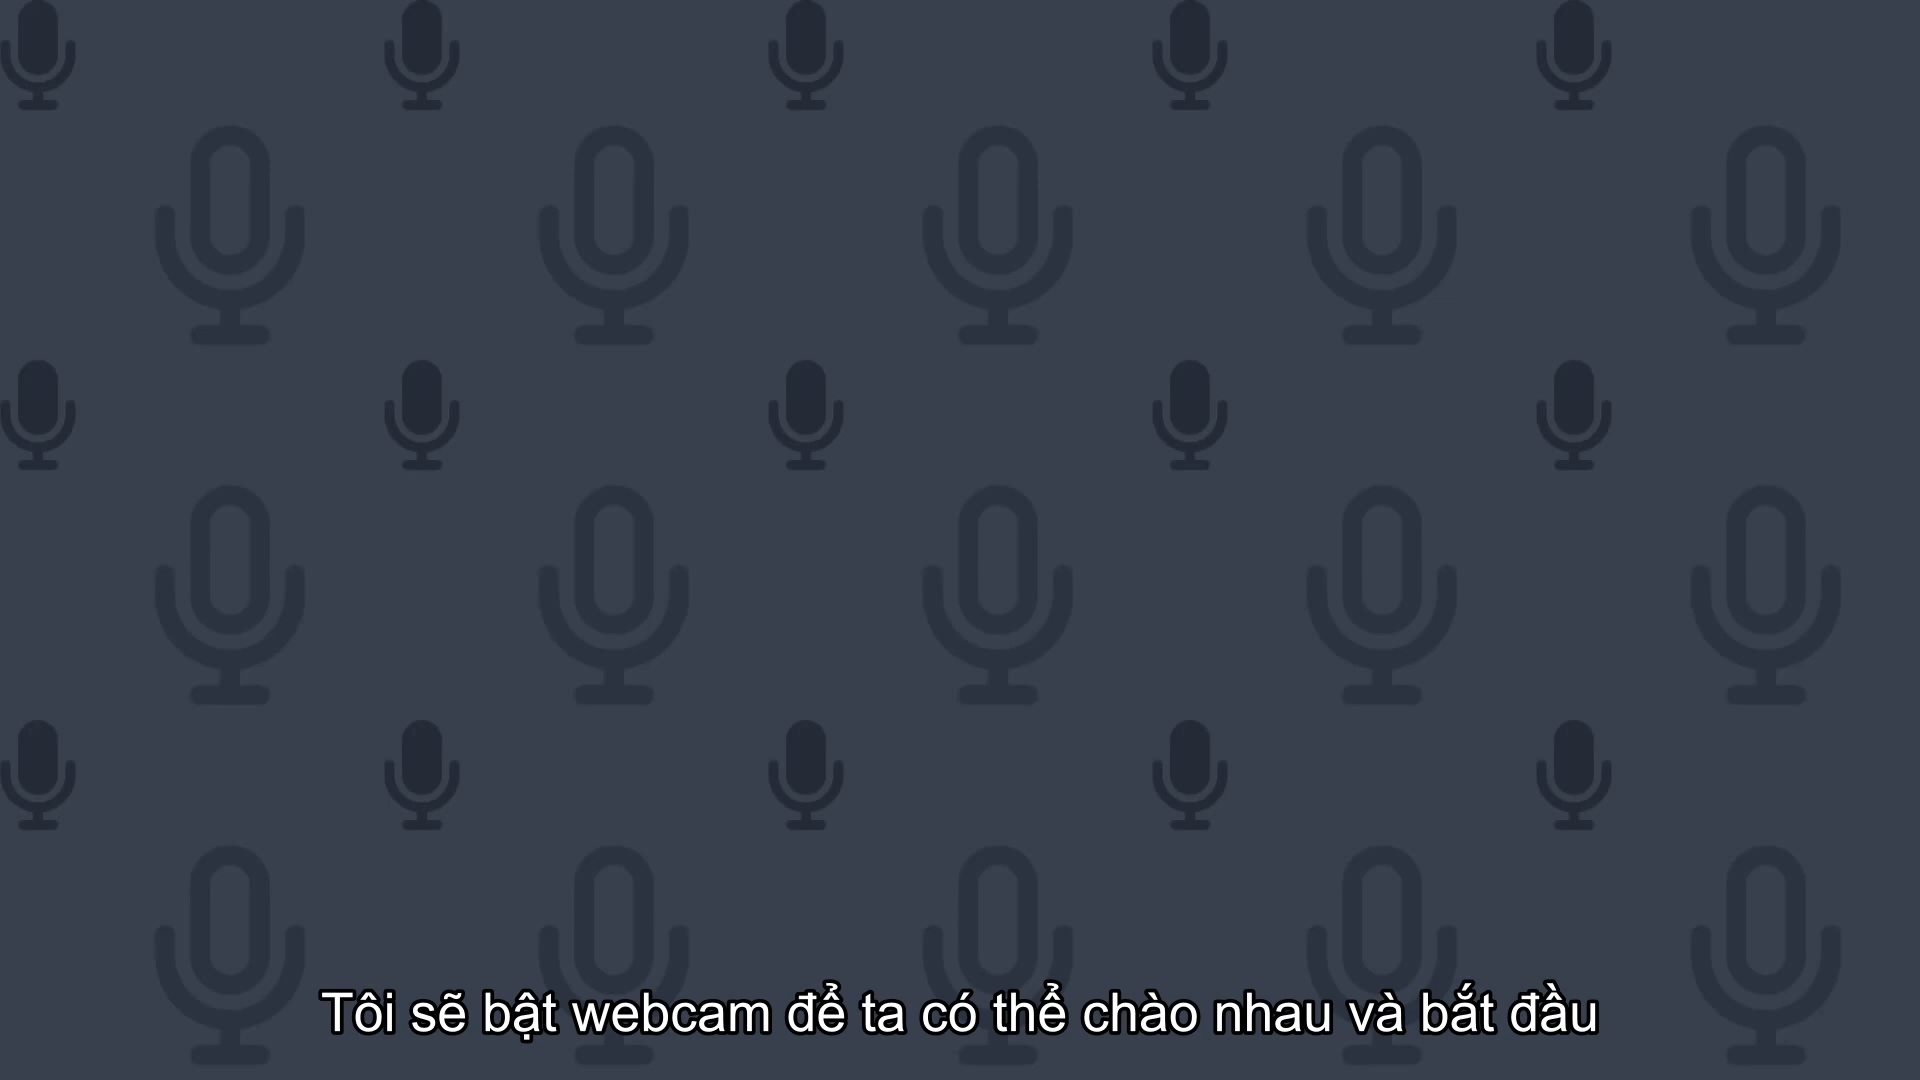 Tôi sẽ bật webcam để ta có thể chào nhau và bắt đầu